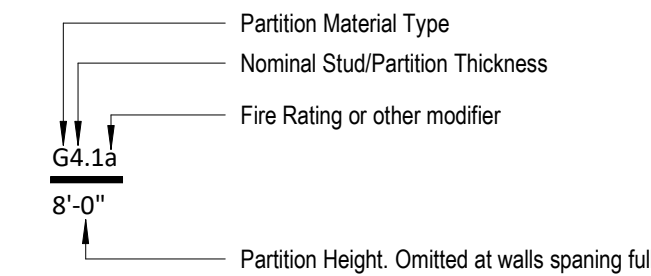 Partition Material Type
Nominal Stud/Partition Thickness
Fire Rating or other modifier
G4.1a
8'-0"
Partition Height. Omitted at walls spaning ful